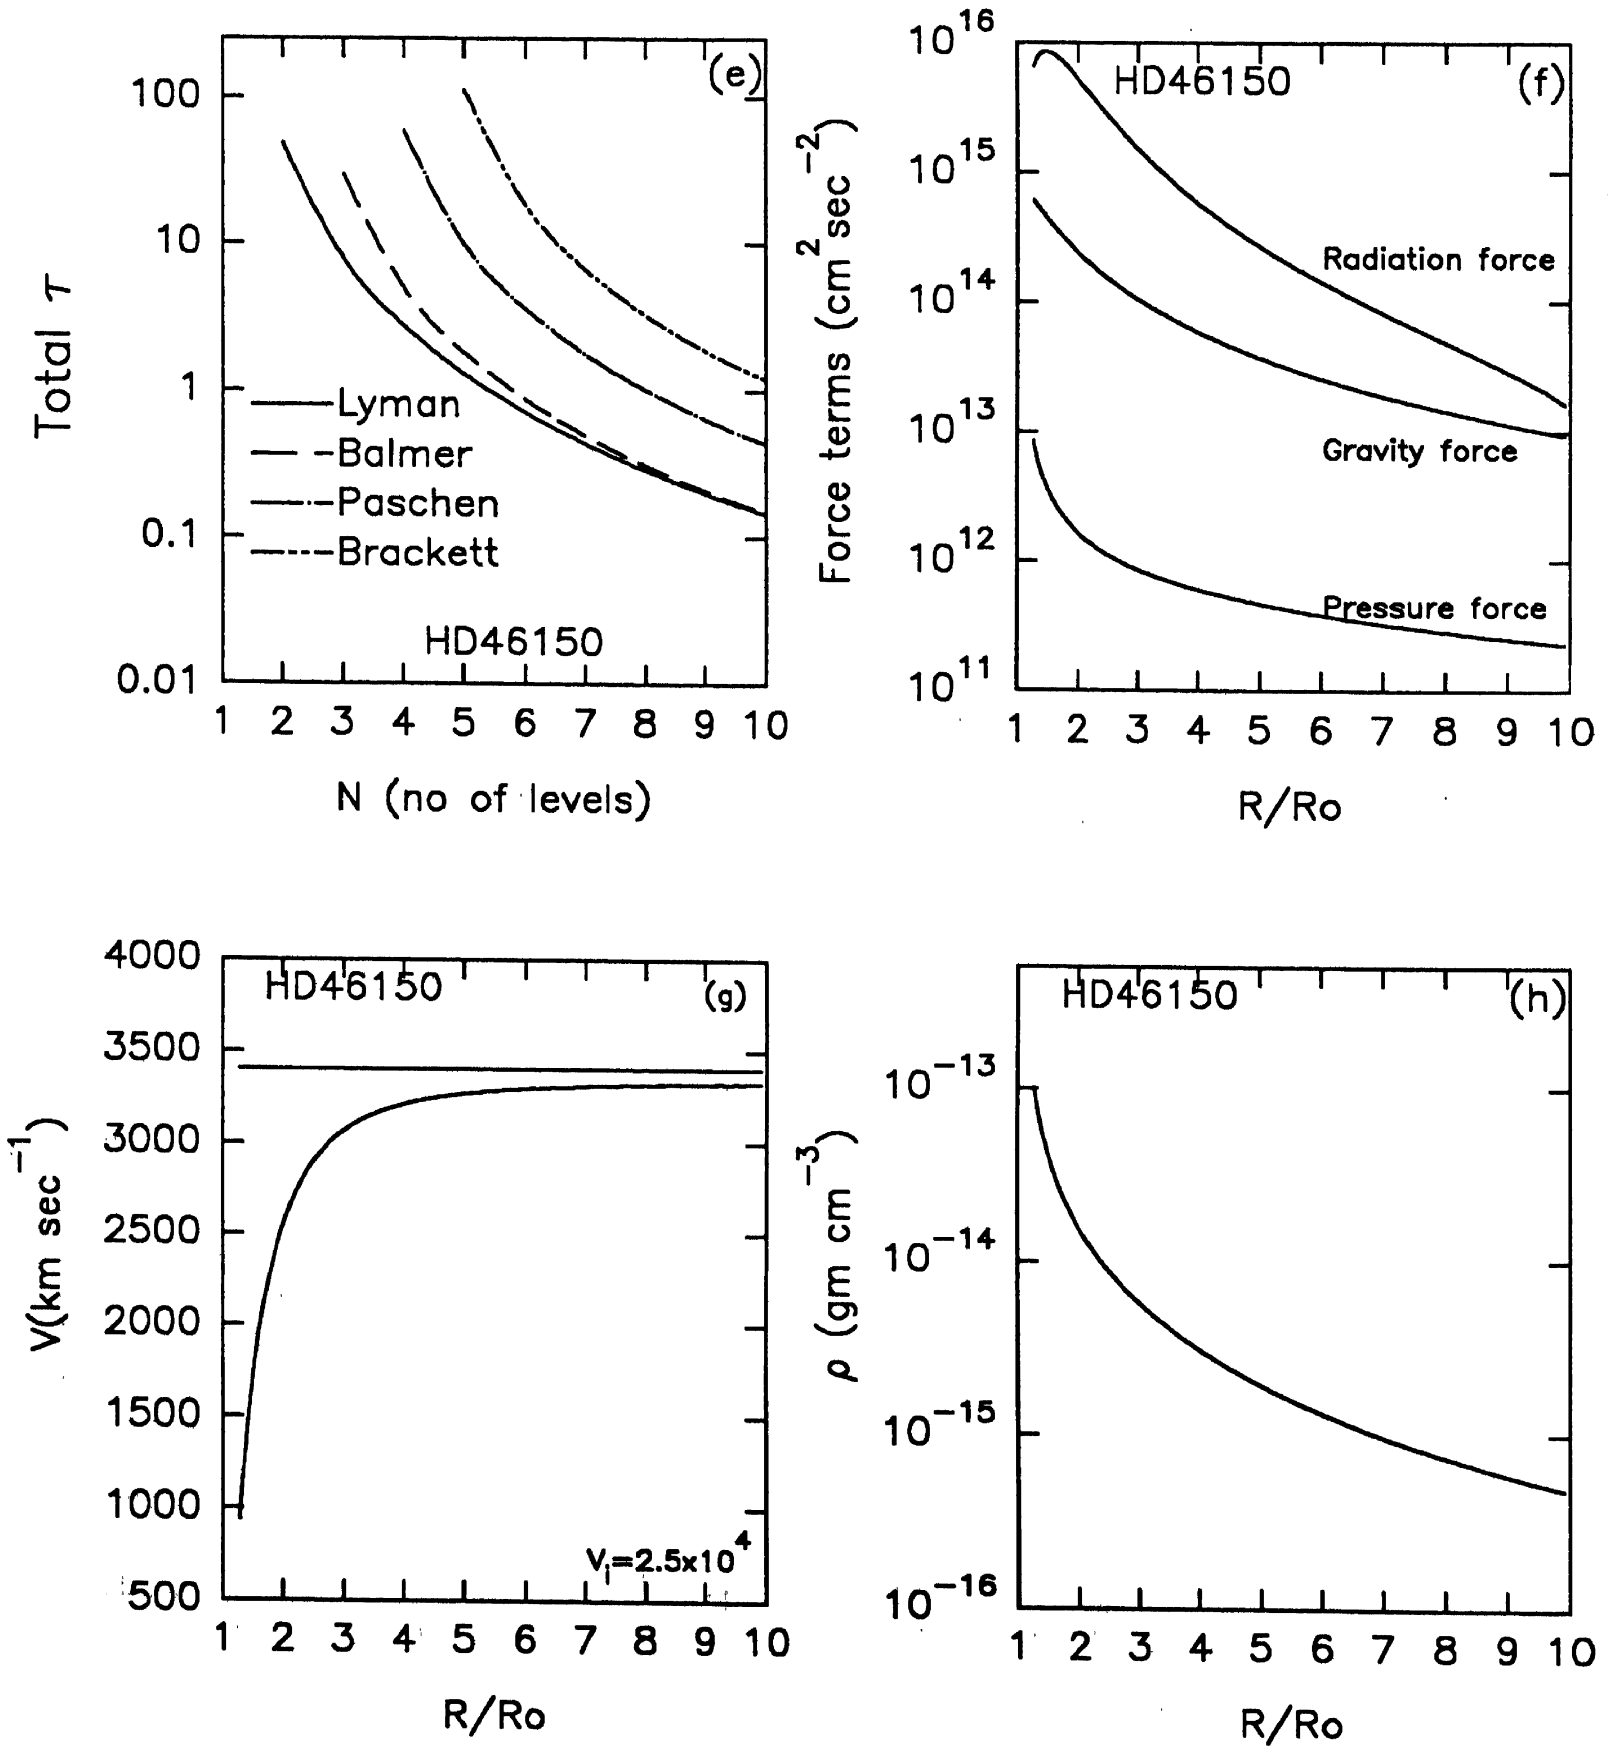 (e)
100
10
1
0.1
0.01
Total τ
Lyman
Balmer
Paschen
Brackett
HD46150
1 2 3 4 5 6 7 8 9 10
N (no of levels)
HD46150
(f)
10^16
10^15
10^14
10^13
10^12
10^11
Force terms (cm^2 sec^-2)
Radiation force
Gravity force
Pressure force
1 2 3 4 5 6 7 8 9 10
R/Ro
HD46150
(g)
4000
3500
3000
2500
2000
1500
1000
500
V(km sec^-1)
V_i=2.5x10^4
1 2 3 4 5 6 7 8 9 10
R/Ro
HD46150
(h)
10^-13
10^-14
10^-15
10^-16
ρ (gm cm^-3)
1 2 3 4 5 6 7 8 9 10
R/Ro